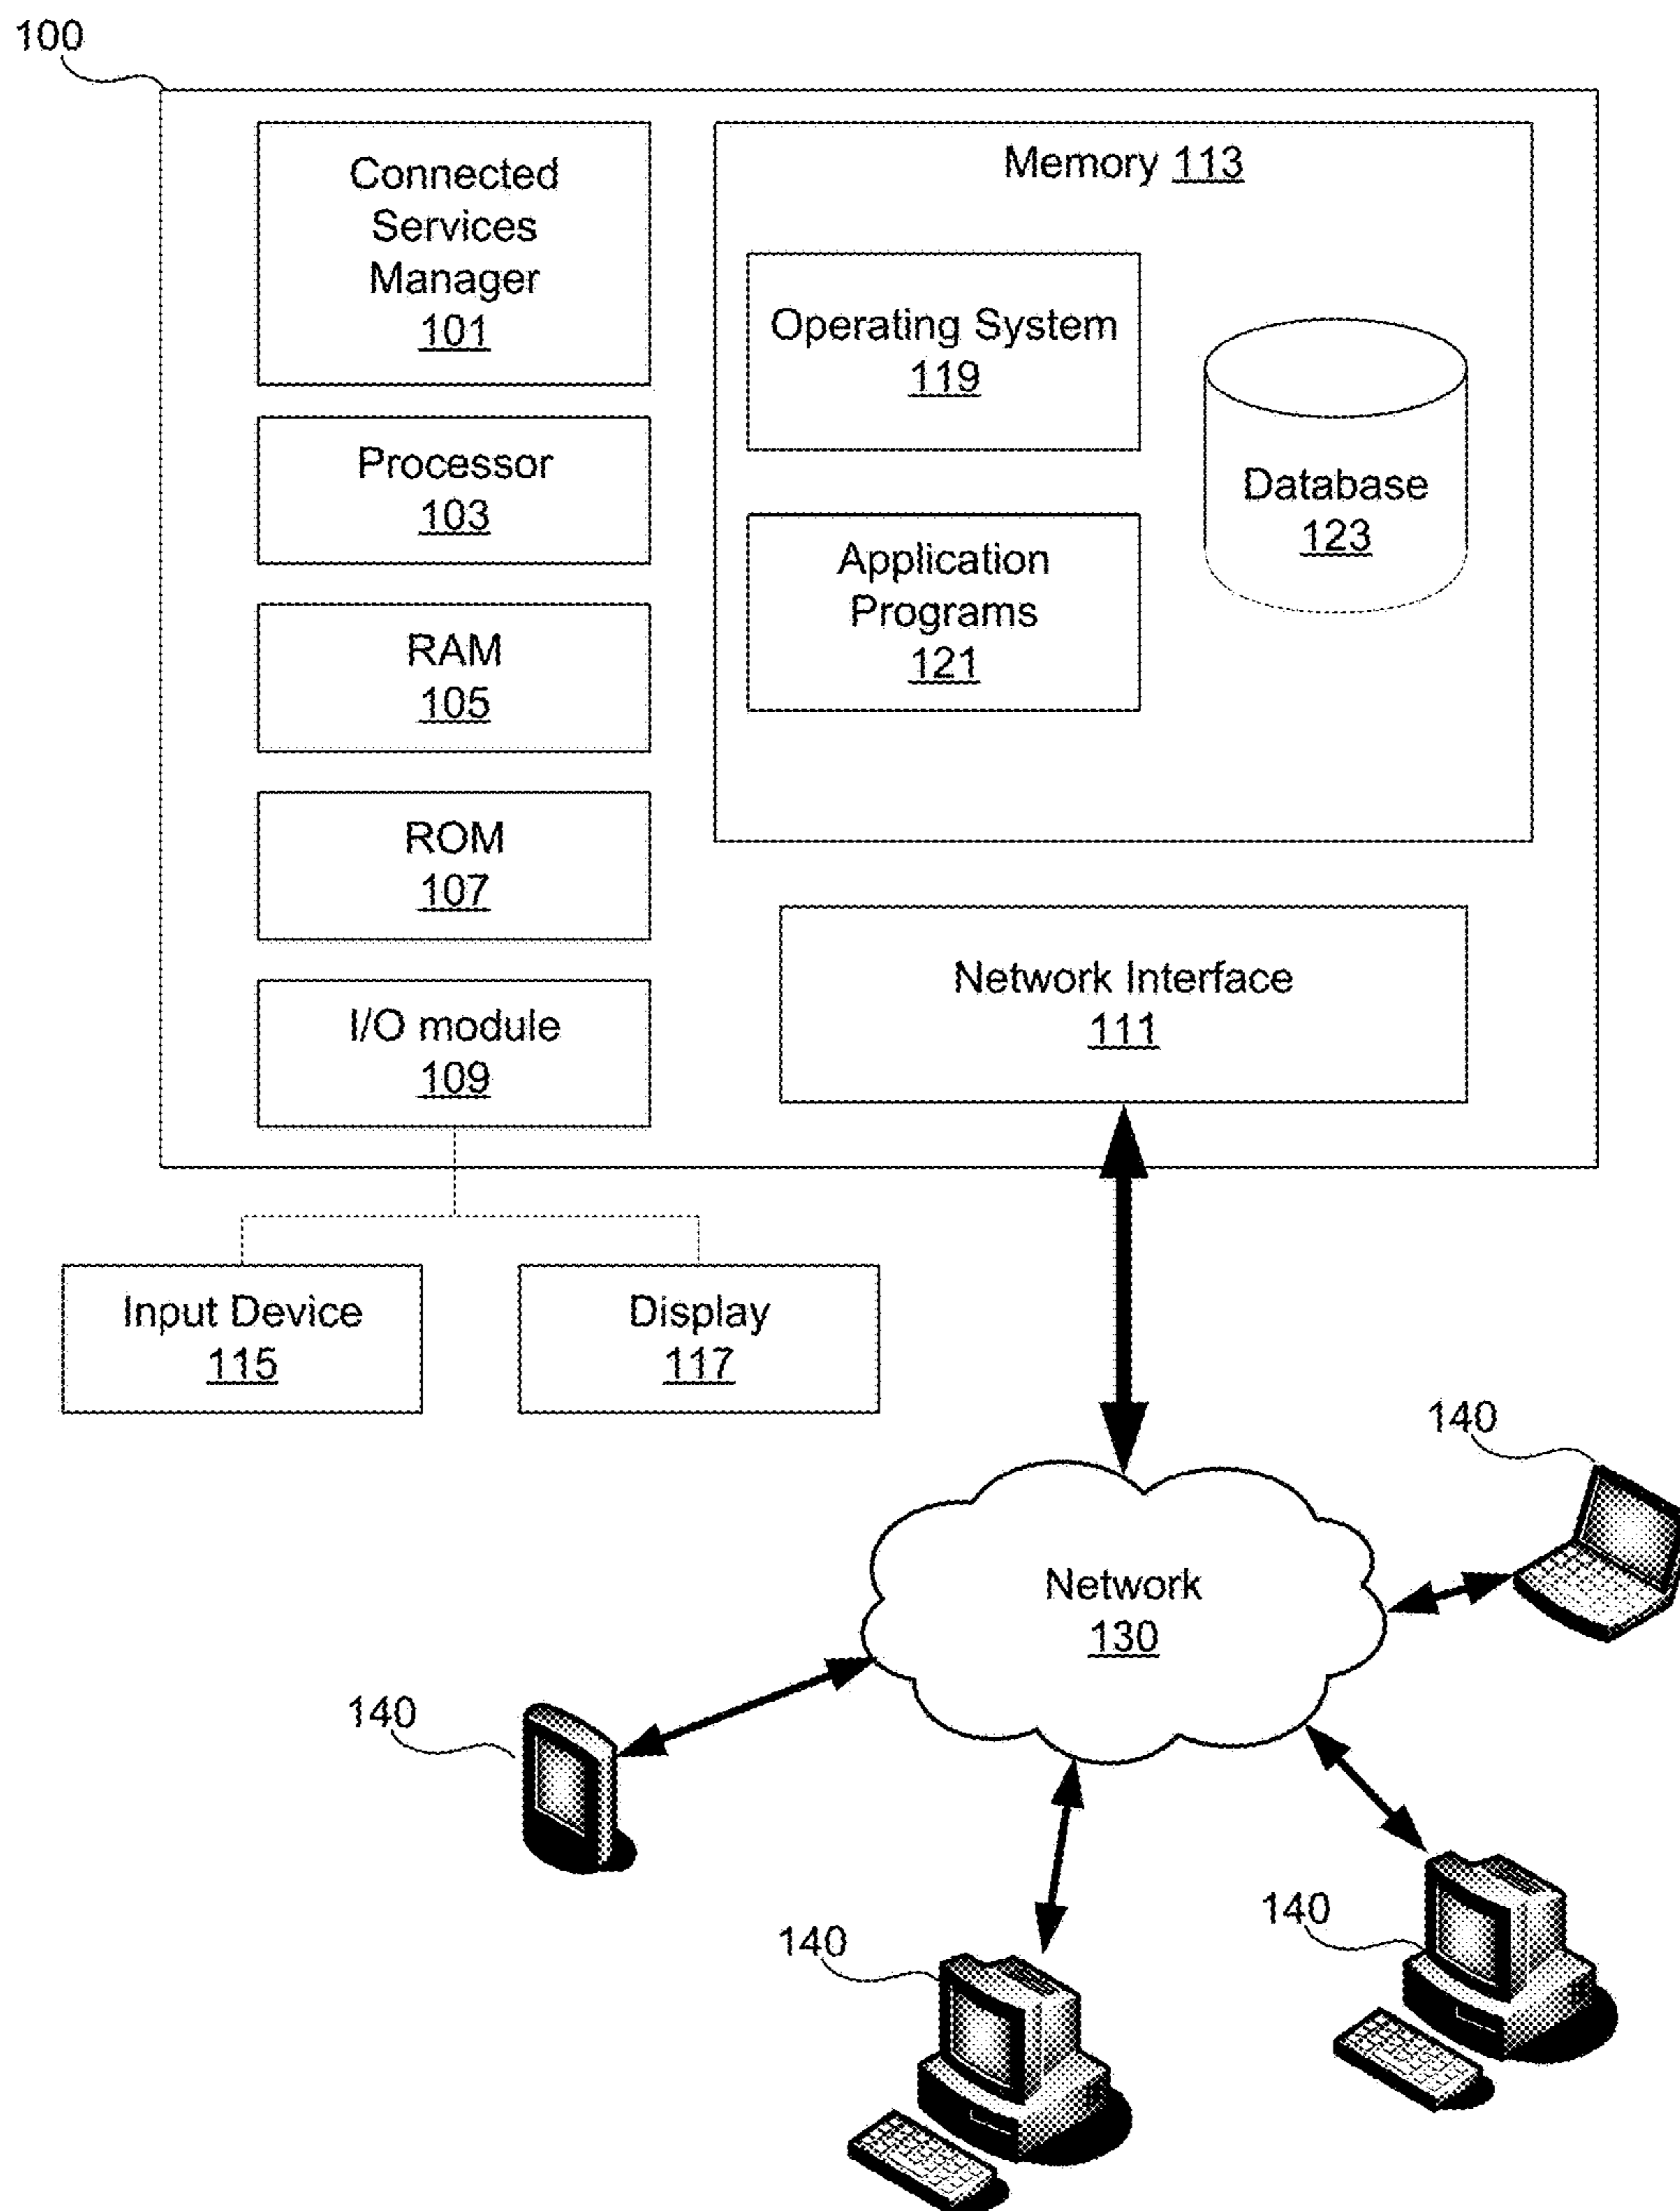 100
Connected
Services
Manager
101
Processor
103
RAM
105
ROM
107
I/O module
109
Memory 113
Operating System
119
Application
Programs
121
Database
123
Network Interface
111
Input Device
115
Display
117
Network
130
140
140
140
140